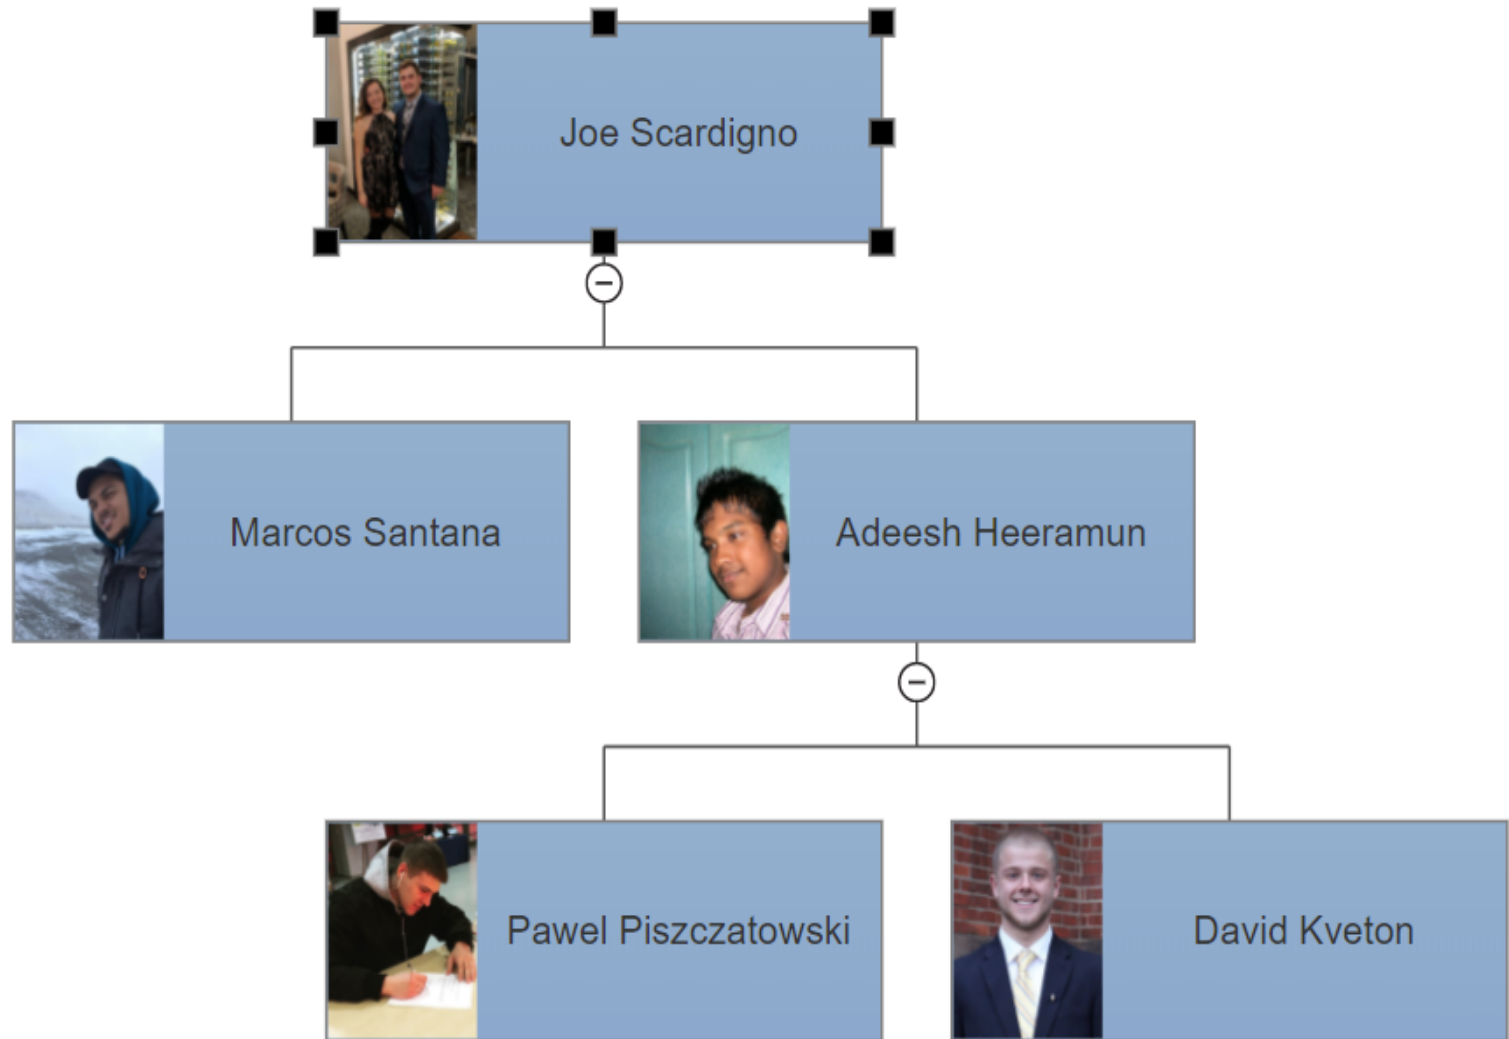 Joe Scardigno
Marcos Santana
Adeesh Heeramun
Pawel Piszczatowski
David Kveton